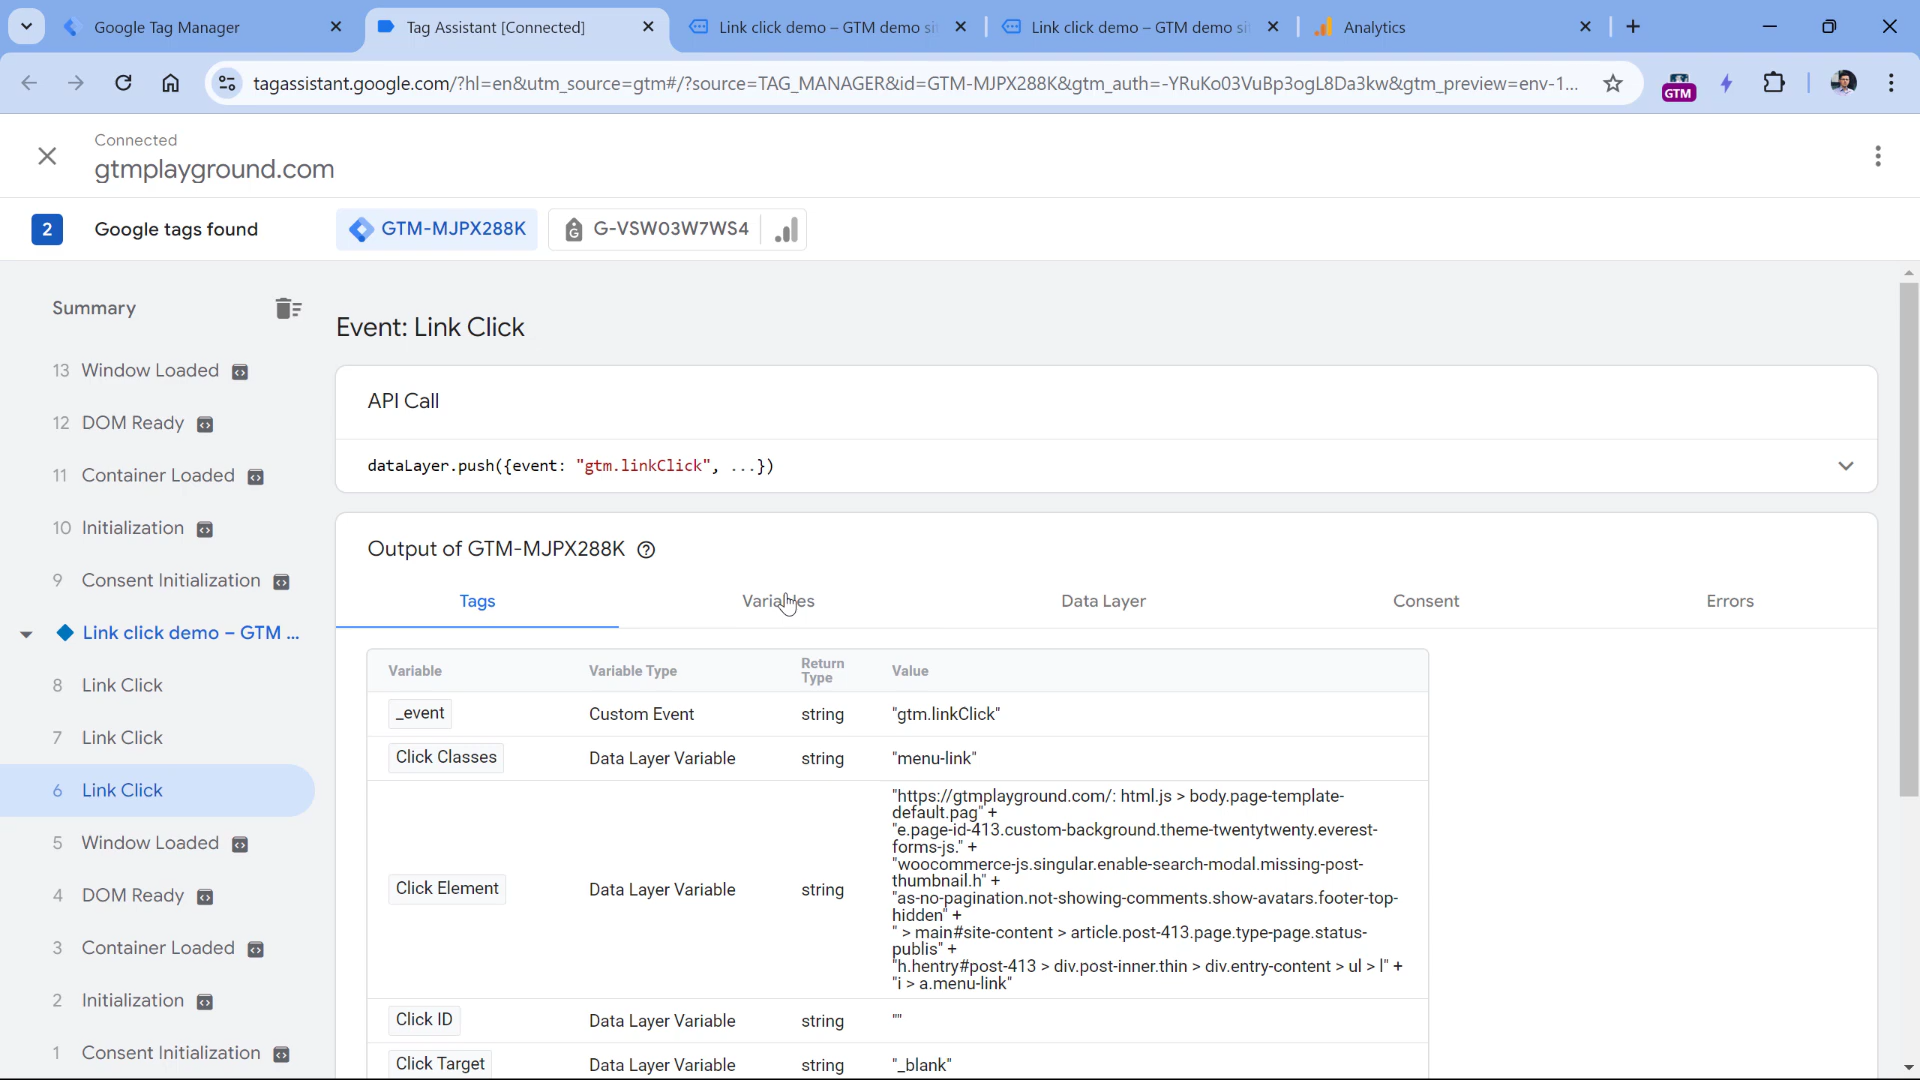 Google Tag Manager
Tag Assistant [Connected]
Link click demo – GTM demo si
Link click demo – GTM demo si
Analytics
tagassistant.google.com/?hl=en&utm_source=gtm#/?source=TAG_MANAGER&id=GTM-MJPX288K&gtm_auth=-YRuKo03VuBp3ogL8Da3kw&gtm_preview=env-1...
GTM
Connected
gtmplayground.com
2 Google tags found GTM-MJPX288K G-VSW03W7WS4
Summary
13 Window Loaded
12 DOM Ready
11 Container Loaded
10 Initialization
9 Consent Initialization
Link click demo – GTM ...
8 Link Click
7 Link Click
6 Link Click
5 Window Loaded
4 DOM Ready
3 Container Loaded
2 Initialization
1 Consent Initialization
Event: Link Click
API Call
dataLayer.push({event: "gtm.linkClick", ...})
Output of GTM-MJPX288K
Tags Variables Data Layer Consent Errors
Variable Variable Type Return Type Value
_event Custom Event string "gtm.linkClick"
Click Classes Data Layer Variable string "menu-link"
Click Element Data Layer Variable string
"https://gtmplayground.com/: html.js > body.page-template-
default.pag" +
"e.page-id-413.custom-background.theme-twentytwenty.everest-
forms-js." +
"woocommerce-js.singular.enable-search-modal.missing-post-
thumbnail.h" +
"as-no-pagination.not-showing-comments.show-avatars.footer-top-
hidden" +
" > main#site-content > article.post-413.page.type-page.status-
publis" +
"h.hentry#post-413 > div.post-inner.thin > div.entry-content > ul > l" +
"i > a.menu-link"
Click ID Data Layer Variable string ""
Click Target Data Layer Variable string "_blank"